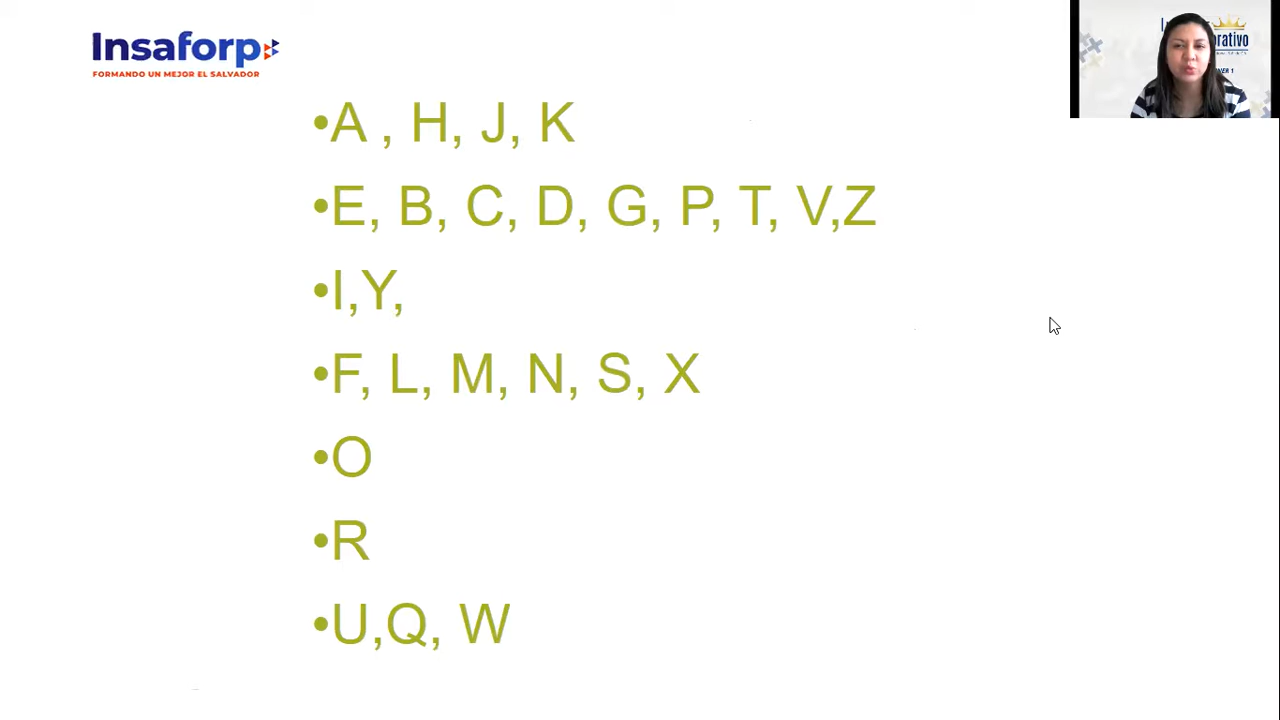 Insaforp
FORMANDO UN MEJOR EL SALVADOR
•A , H, J, K
•E, B, C, D, G, P, T, V,Z
•I,Y,
•F, L, M, N, S, X
•O
•R
•U,Q, W